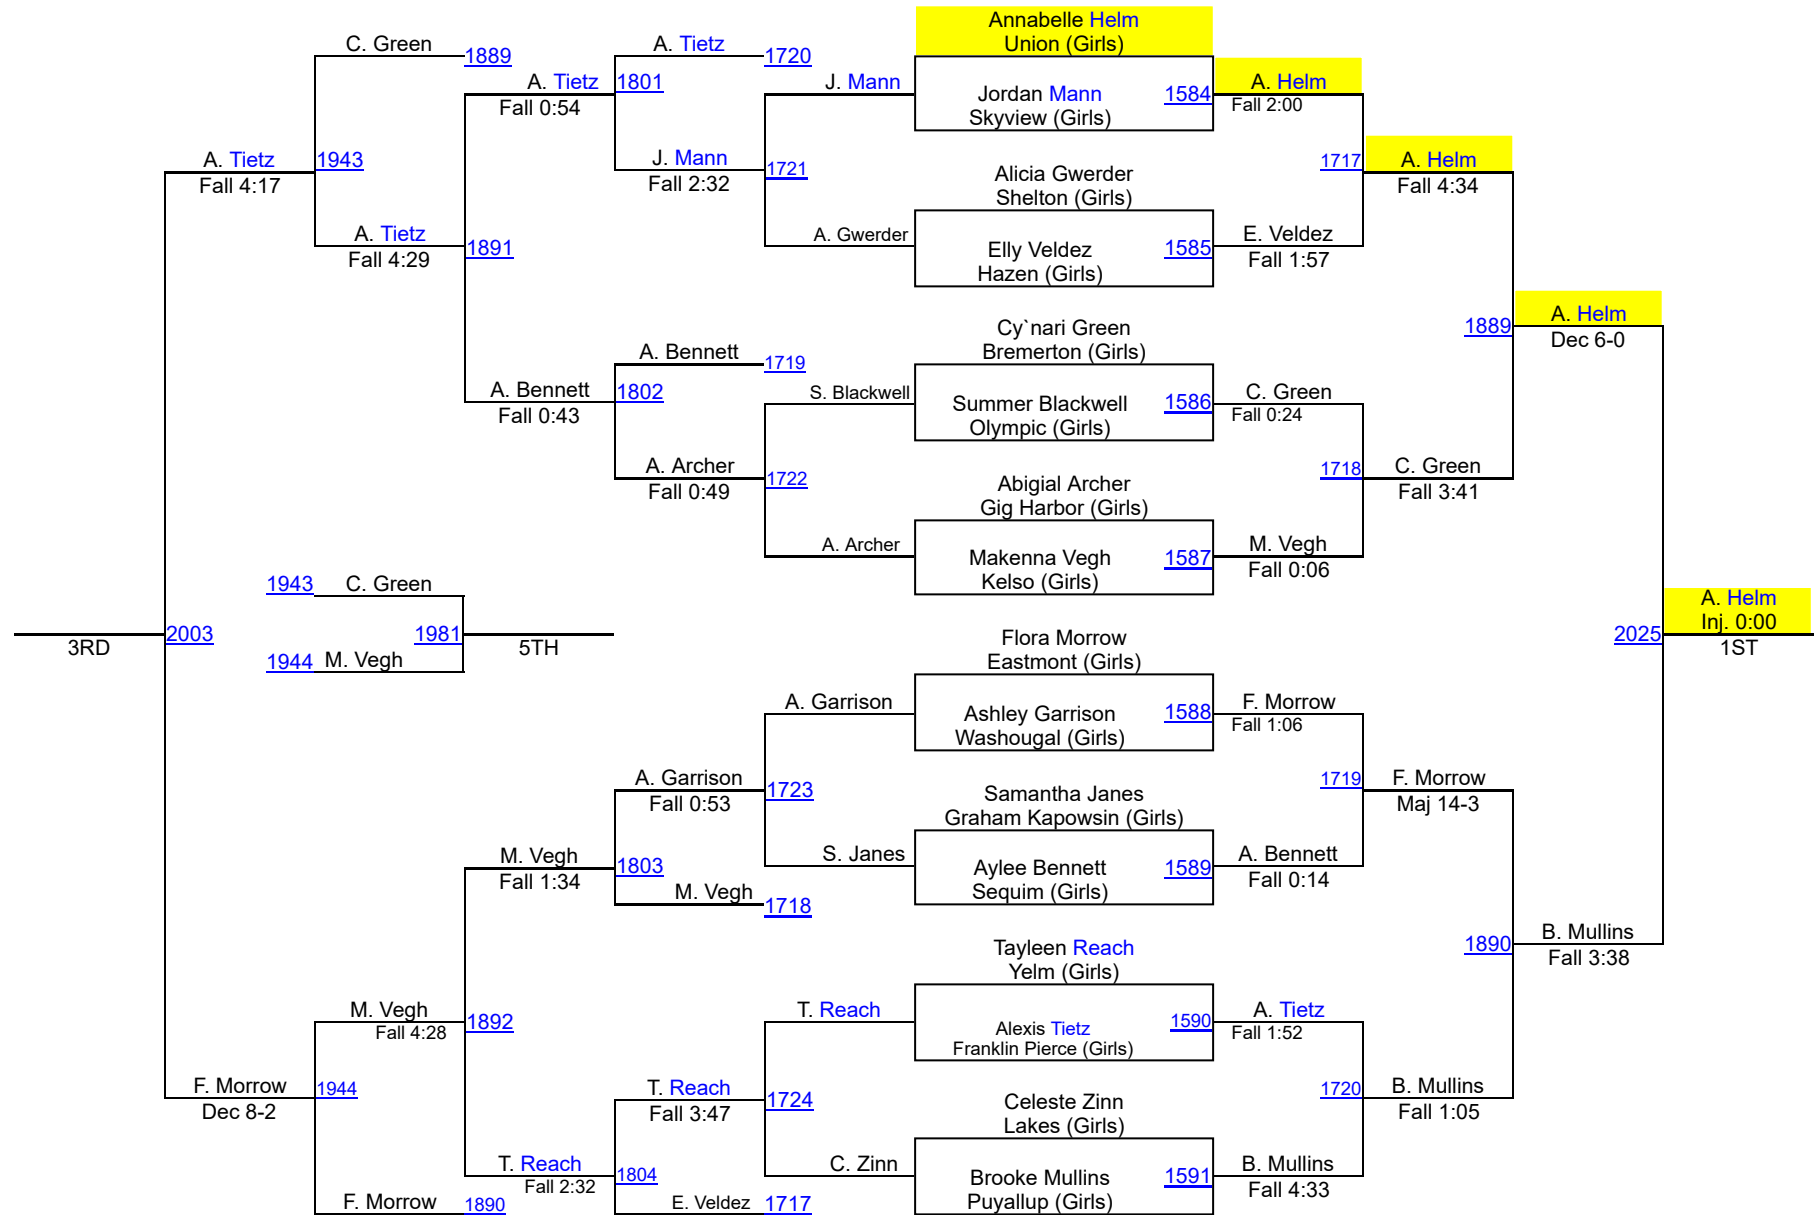 Annabelle Helm
Union (Girls)
C. Green
1889
A. Tietz
1720
A. Tietz
1801
Fall 0:54
J. Mann
Jordan Mann
Skyview (Girls)
1584
A. Helm
Fall 2:00
A. Tietz
1943
Fall 4:17
J. Mann
1721
Fall 2:32
Alicia Gwerder
Shelton (Girls)
1717
A. Helm
Fall 4:34
A. Tietz
1891
Fall 4:29
A. Gwerder
Elly Veldez
Hazen (Girls)
1585
E. Veldez
Fall 1:57
Cy`nari Green
Bremerton (Girls)
1889
A. Helm
Dec 6-0
A. Bennett
1719
A. Bennett
1802
Fall 0:43
S. Blackwell
Summer Blackwell
Olympic (Girls)
1586
C. Green
Fall 0:24
A. Archer
1722
Fall 0:49
Abigial Archer
Gig Harbor (Girls)
1718
C. Green
Fall 3:41
A. Archer
Makenna Vegh
Kelso (Girls)
1587
M. Vegh
Fall 0:06
1943
C. Green
2003
3RD
1981
5TH
1944
M. Vegh
Flora Morrow
Eastmont (Girls)
2025
A. Helm
Inj. 0:00
1ST
A. Garrison
Ashley Garrison
Washougal (Girls)
1588
F. Morrow
Fall 1:06
A. Garrison
1723
Fall 0:53
Samantha Janes
Graham Kapowsin (Girls)
1719
F. Morrow
Maj 14-3
M. Vegh
1803
Fall 1:34
M. Vegh
1718
S. Janes
Aylee Bennett
Sequim (Girls)
1589
A. Bennett
Fall 0:14
Tayleen Reach
Yelm (Girls)
1890
B. Mullins
Fall 3:38
M. Vegh
1892
Fall 4:28
T. Reach
Alexis Tietz
Franklin Pierce (Girls)
1590
A. Tietz
Fall 1:52
F. Morrow
1944
Dec 8-2
T. Reach
1724
Fall 3:47
Celeste Zinn
Lakes (Girls)
1720
B. Mullins
Fall 1:05
T. Reach
1804
Fall 2:32
C. Zinn
Brooke Mullins
Puyallup (Girls)
1591
B. Mullins
Fall 4:33
F. Morrow
1890
E. Veldez
1717